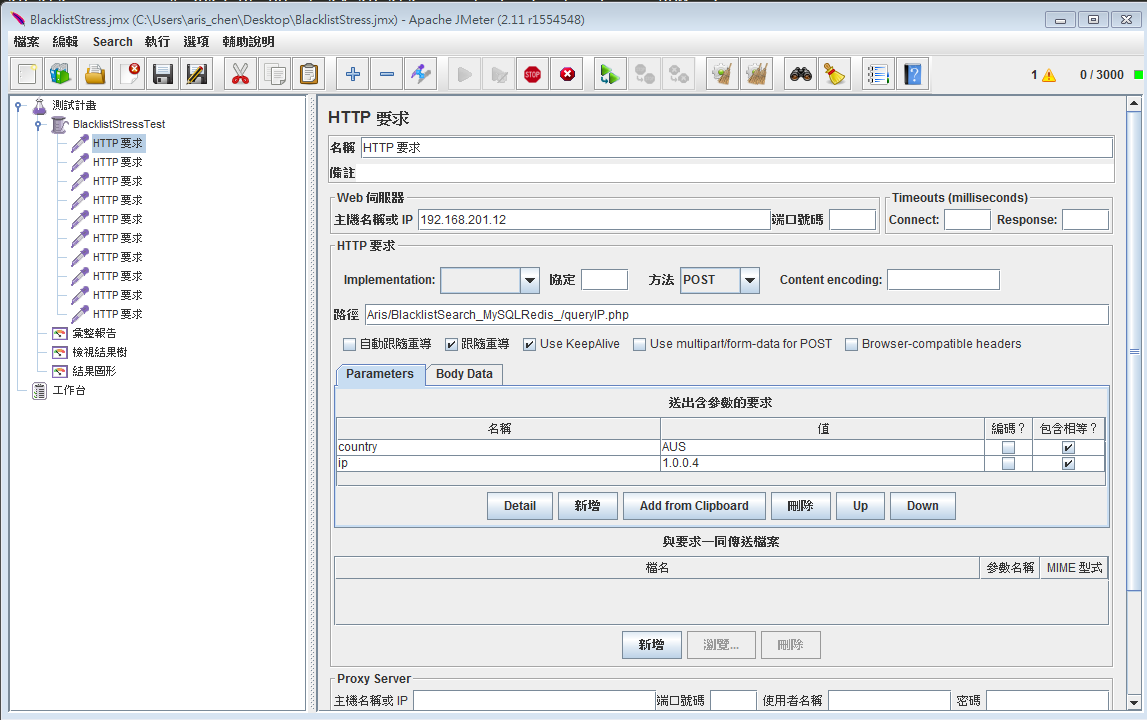 BlacklistStress.jmx (C:\Users\aris_chen\Desktop\BlacklistStress.jmx) - Apache JMeter (2.11 r1554548)
檔案 編輯 Search 執行 選項 輔助說明
STOP 1 0 / 3000
測試計畫
BlacklistStressTest
HTTP 要求
HTTP 要求
HTTP 要求
HTTP 要求
HTTP 要求
HTTP 要求
HTTP 要求
HTTP 要求
HTTP 要求
HTTP 要求
彙整報告
檢視結果樹
結果圖形
工作台
HTTP 要求
名稱 HTTP 要求
備註
Web 伺服器 Timeouts (milliseconds)
主機名稱或 IP 192.168.201.12 端口號碼 Connect: Response:
HTTP 要求
Implementation: 協定 方法 POST Content encoding:
路徑 Aris/BlacklistSearch_MySQLRedis_/queryIP.php
自動跟隨重導 跟隨重導 Use KeepAlive Use multipart/form-data for POST Browser-compatible headers
Parameters Body Data
送出含參數的要求
名稱 值 編碼？ 包含相等？
country AUS
ip 1.0.0.4
Detail 新增 Add from Clipboard 刪除 Up Down
與要求一同傳送檔案
檔名 參數名稱 MIME 型式
新增 瀏覽... 刪除
Proxy Server
主機名稱或 IP 端口號碼 使用者名稱 密碼